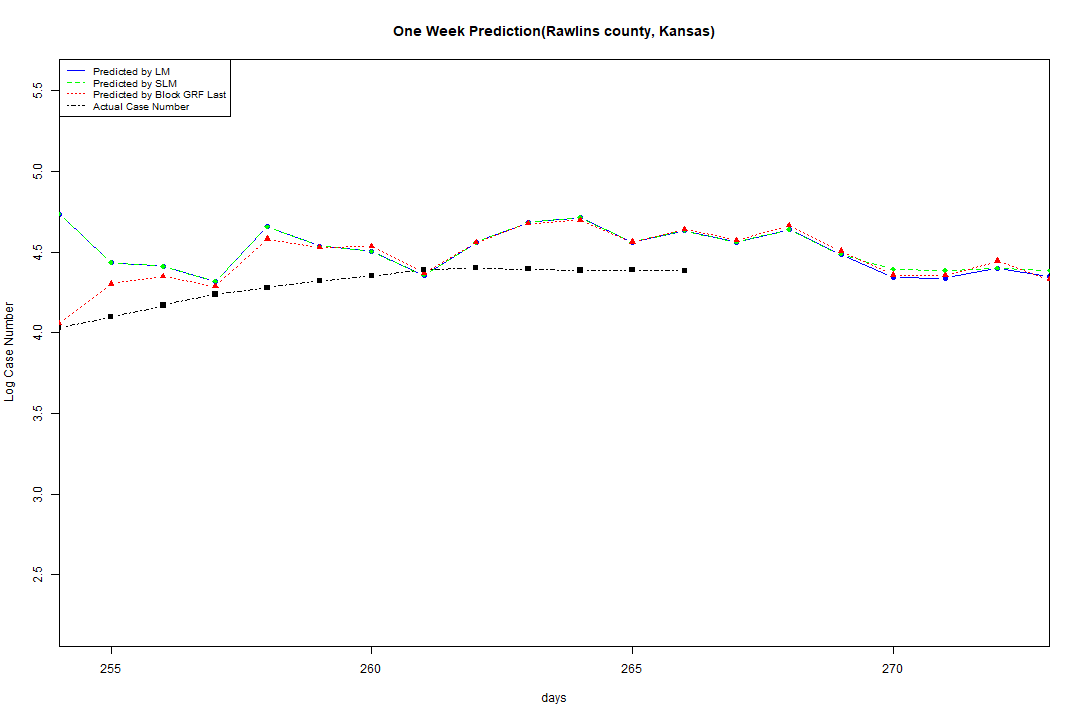 One Week Prediction(Rawlins county, Kansas)
Predicted by LM
Predicted by SLM
Predicted by Block GRF Last
Actual Case Number
5.5
5.0
4.5
4.0
3.5
3.0
2.5
Log Case Number
255 260 265 270
days